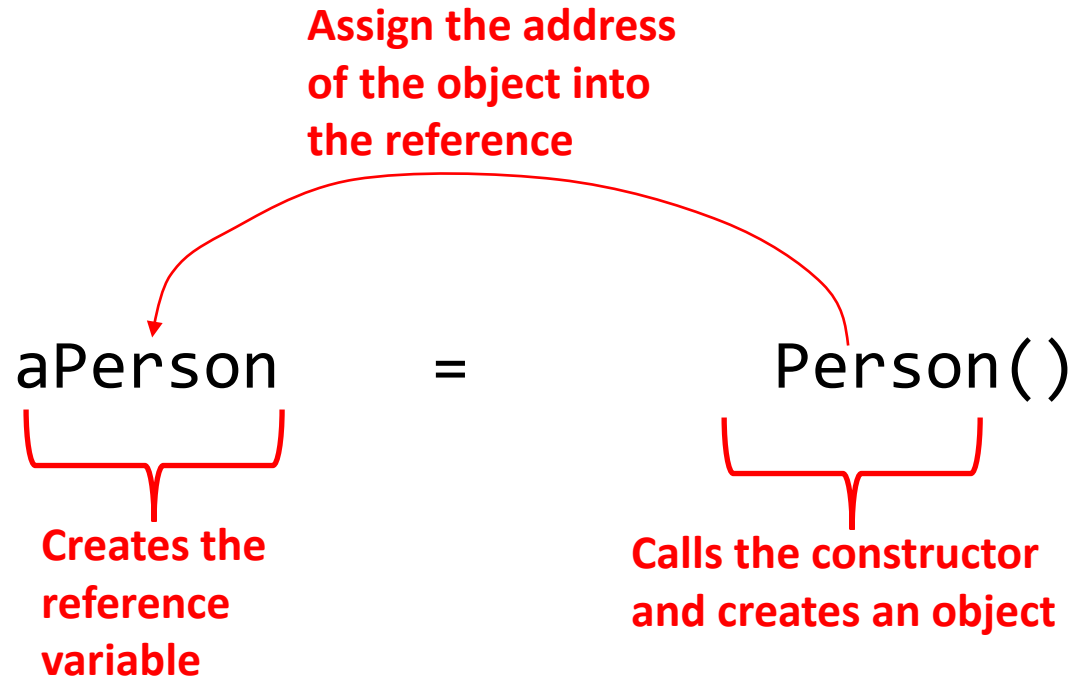 Assign the address
of the object into
the reference
aPerson = Person()
Creates the
reference
variable
Calls the constructor
and creates an object